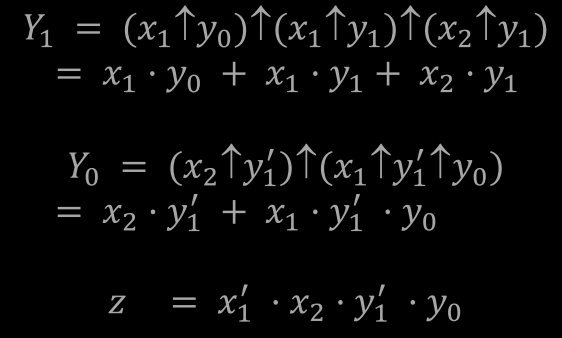 Y₁ = (x₁↑y₀)↑(x₁↑y₁)↑(x₂↑y₁)
= x₁ · y₀ + x₁ · y₁ + x₂ · y₁
Y₀ = (x₂↑y₁′)↑(x₁↑y₁′↑y₀)
= x₂ · y₁′ + x₁ · y₁′ · y₀
z = x₁′ · x₂ · y₁′ · y₀